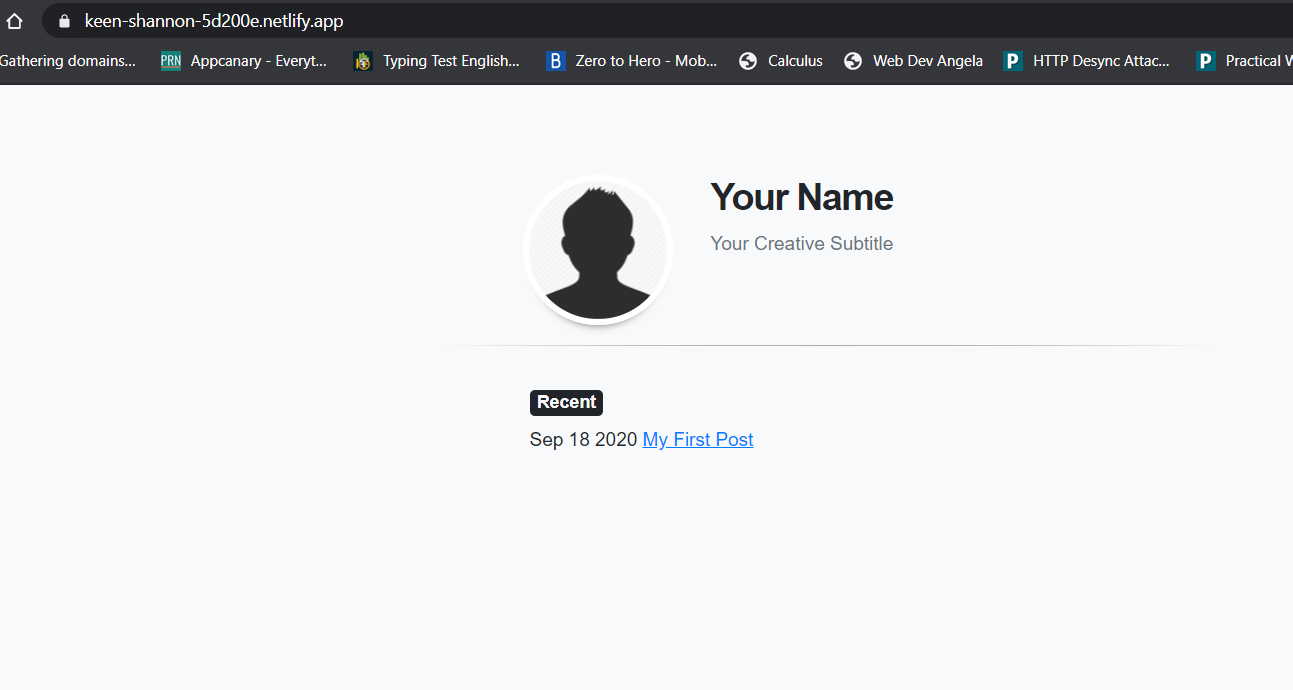 keen-shannon-5d200e.netlify.app
Gathering domains... PRN Appcanary - Everyt... Typing Test English... B Zero to Hero - Mob... Calculus Web Dev Angela P HTTP Desync Attac... P Practical W
Your Name
Your Creative Subtitle
Recent
Sep 18 2020 My First Post